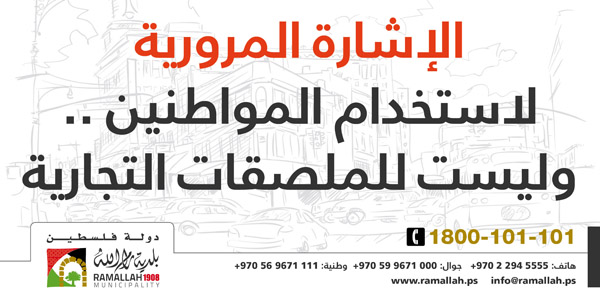 الإشارة المرورية
لاستخدام المواطنين ..
وليست للملصقات التجارية
1800-101-101
دولة فلسطين
بلدية رام الله
RAMALLAH 1908
MUNICIPALITY
هاتف: 5555 294 2 970+ جوال: 000 9671 59 970+ وطنية: 111 9671 56 970+
www.ramallah.ps info@ramallah.ps